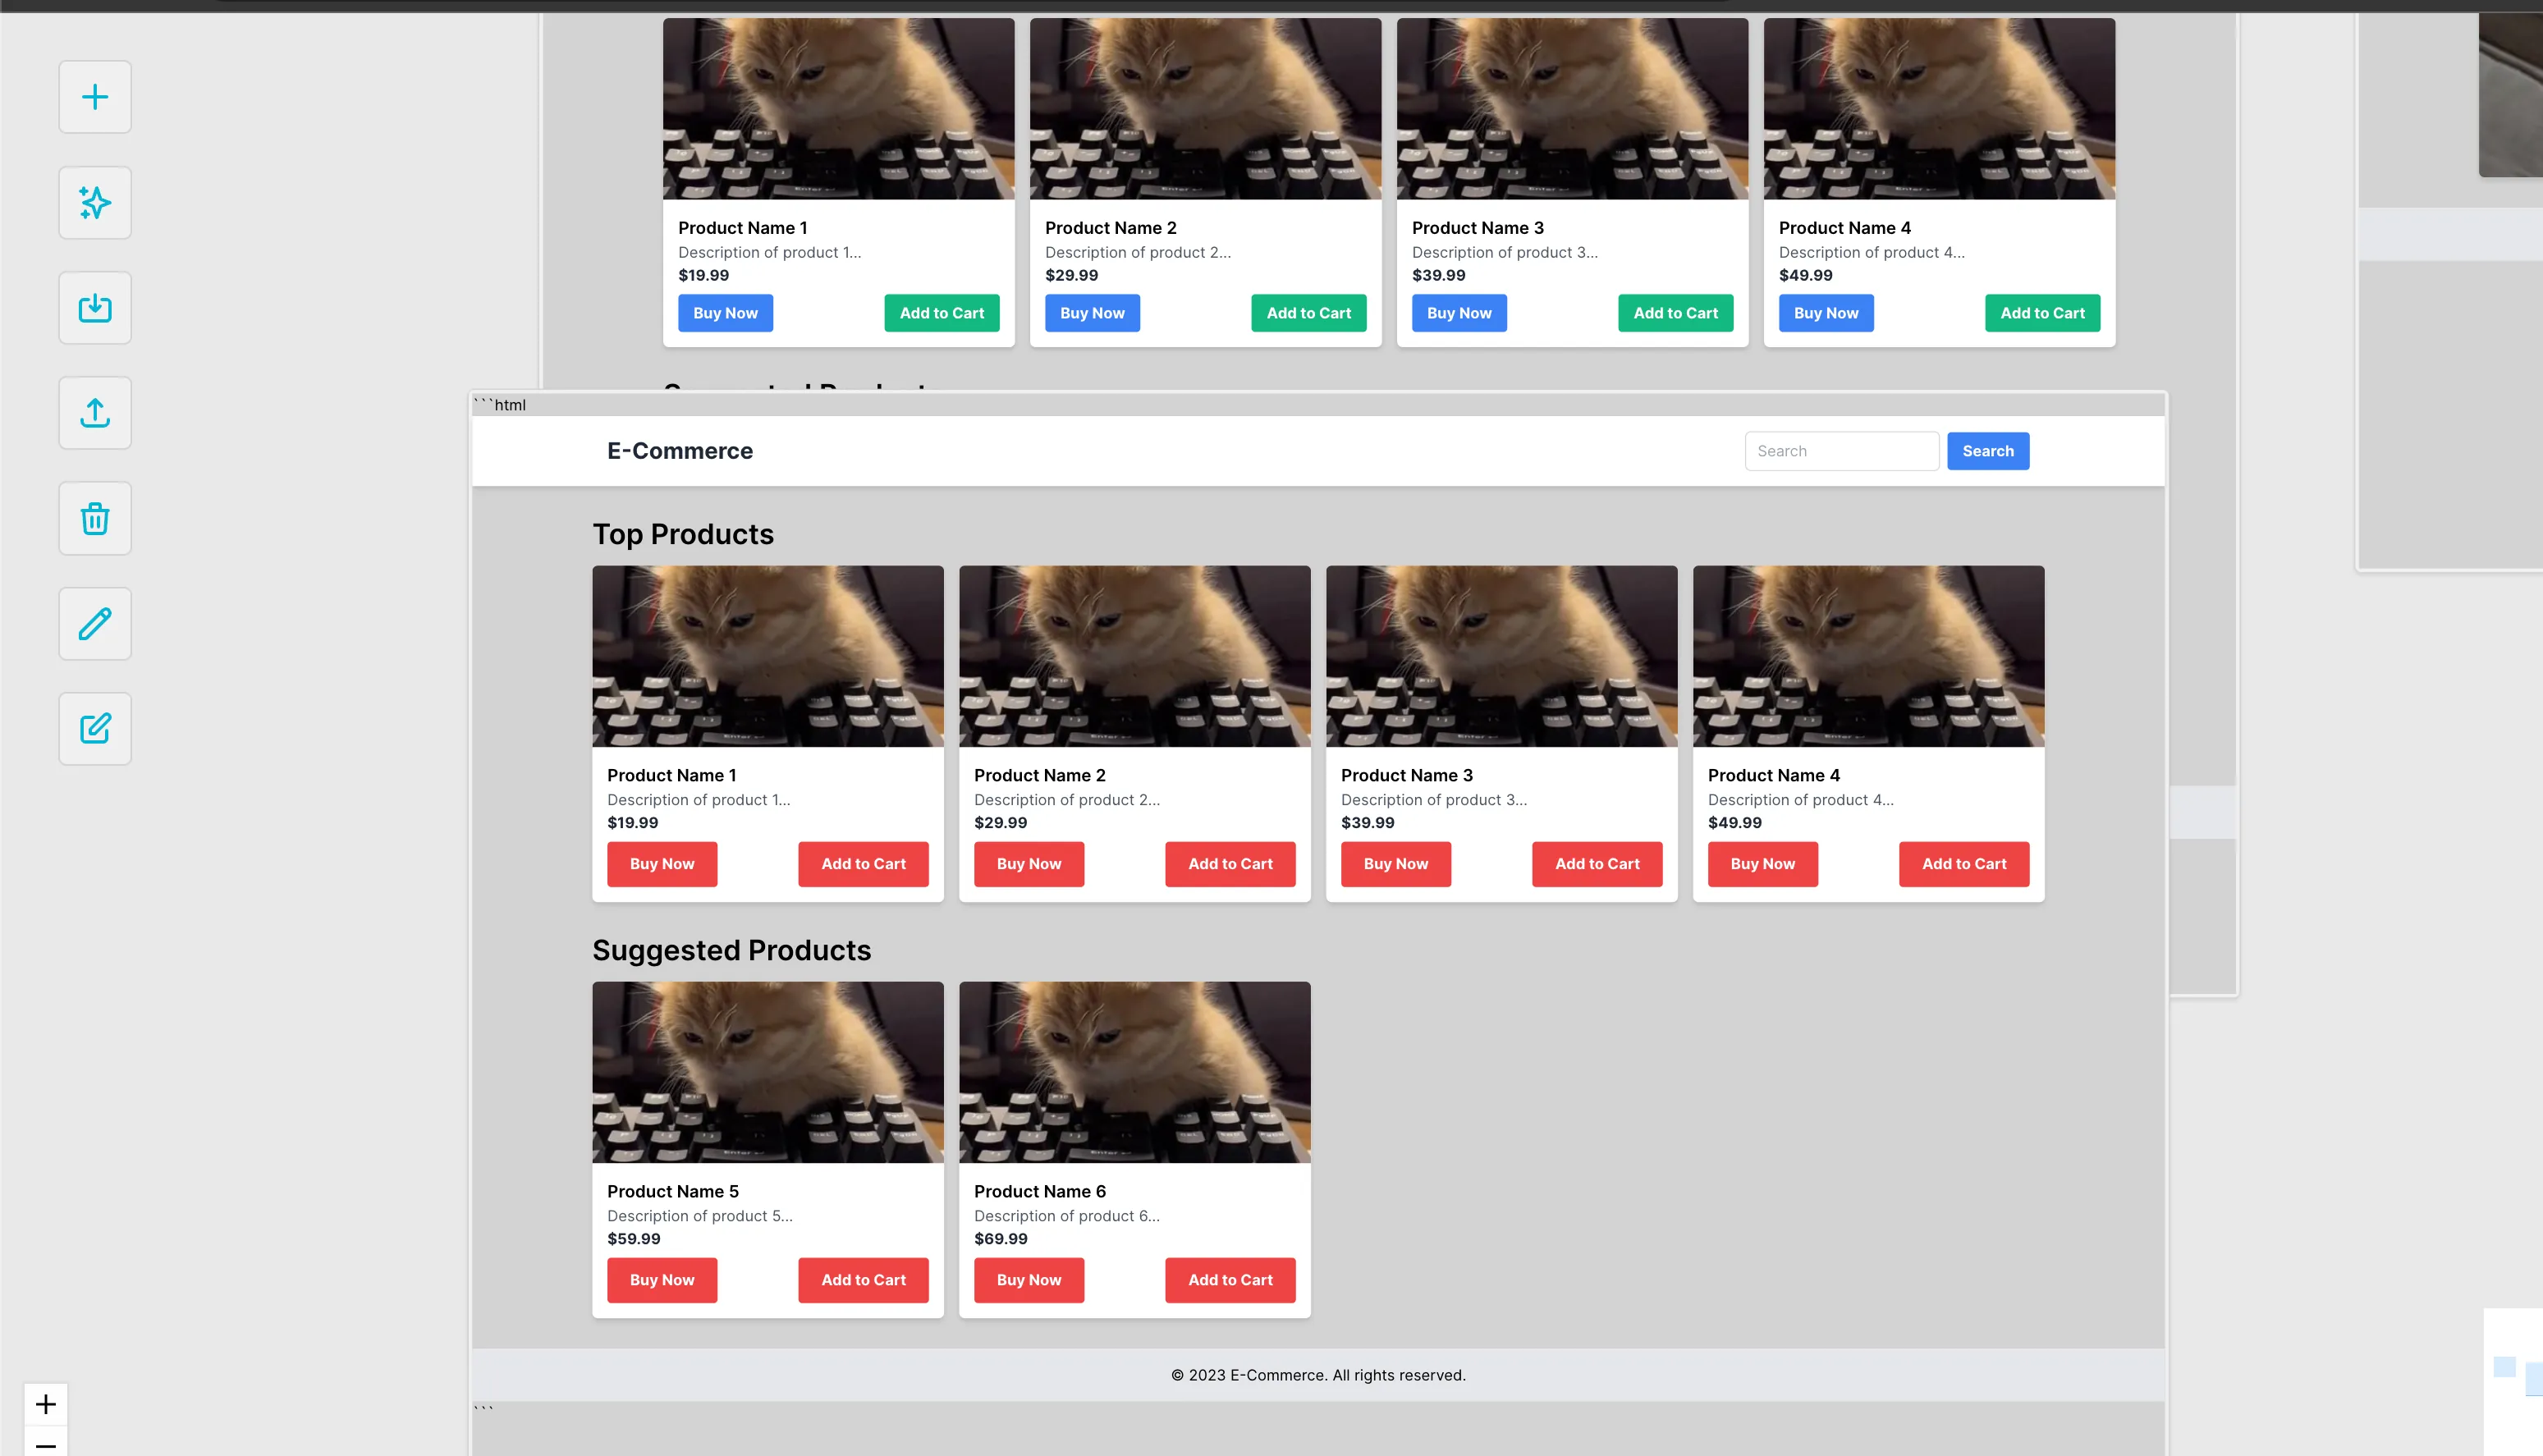 Product Name 1
Description of product 1...
$19.99
Buy Now
Add to Cart
Product Name 2
Description of product 2...
$29.99
Buy Now
Add to Cart
Product Name 3
Description of product 3...
$39.99
Buy Now
Add to Cart
Product Name 4
Description of product 4...
$49.99
Buy Now
Add to Cart
```html
E-Commerce
Search
Search
Top Products
Product Name 1
Description of product 1...
$19.99
Buy Now
Add to Cart
Product Name 2
Description of product 2...
$29.99
Buy Now
Add to Cart
Product Name 3
Description of product 3...
$39.99
Buy Now
Add to Cart
Product Name 4
Description of product 4...
$49.99
Buy Now
Add to Cart
Suggested Products
Product Name 5
Description of product 5...
$59.99
Buy Now
Add to Cart
Product Name 6
Description of product 6...
$69.99
Buy Now
Add to Cart
© 2023 E-Commerce. All rights reserved.
```